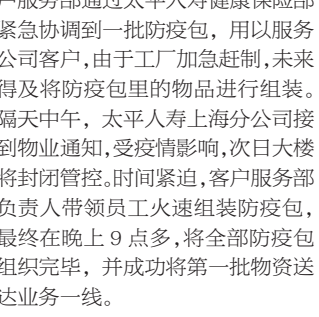 户服务部通过太平人寿健康保险部
紧急协调到一批防疫包，用以服务
公司客户,由于工厂加急赶制,未来
得及将防疫包里的物品进行组装。
隔天中午，太平人寿上海分公司接
到物业通知,受疫情影响,次日大楼
将封闭管控。时间紧迫,客户服务部
负责人带领员工火速组装防疫包,
最终在晚上 9 点多,将全部防疫包
组织完毕，并成功将第一批物资送
达业务一线。